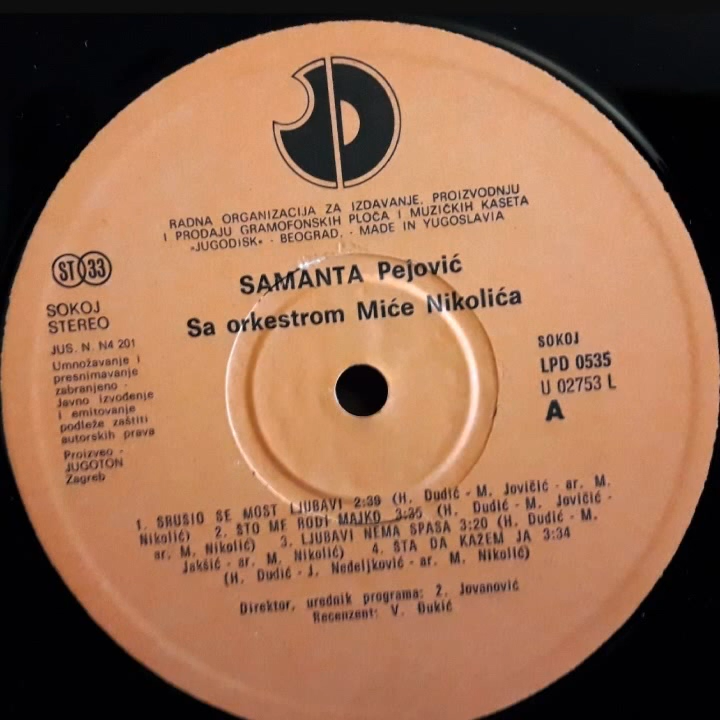 RADNA ORGANIZACIJA ZA IZDAVANJE, PROIZVODNJU
I PRODAJU GRAMOFONSKIH PLOČA I MUZIČKIH KASETA
»JUGODISK« · BEOGRAD. · MADE IN YUGOSLAVIA
SAMANTA Pejović
Sa orkestrom Miće Nikolića
ST 33
SOKOJ
STEREO
JUS. N. N4 201
Umnožavanje i
presnimavanje
zabranjeno ·
Javno izvođenje
i emitovanje
podleže zaštiti
autorskih prava
Proizveo ·
JUGOTON
Zagreb
SOKOJ
LPD 0535
U 02753 L
A
1. SRUSIO SE MOST LJUBAVI 2:39 (H. Dudić - M. Jovičić - ar. M.
Nikolić) 2. ŠTO ME RODI MAJKO 3:35 (H. Dudić - M. Jovičić -
ar. M. Nikolić) 3. LJUBAVI NEMA SPASA 3:20 (H. Dudić - M.
Jakšić - ar. M. Nikolić) 4. ŠTA DA KAŽEM JA 3:34
(H. Dudić - J. Nedeljković - ar. M. Nikolić)
Direktor, urednik programa: Ž. Jovanović
Recenzent: V. Đukić